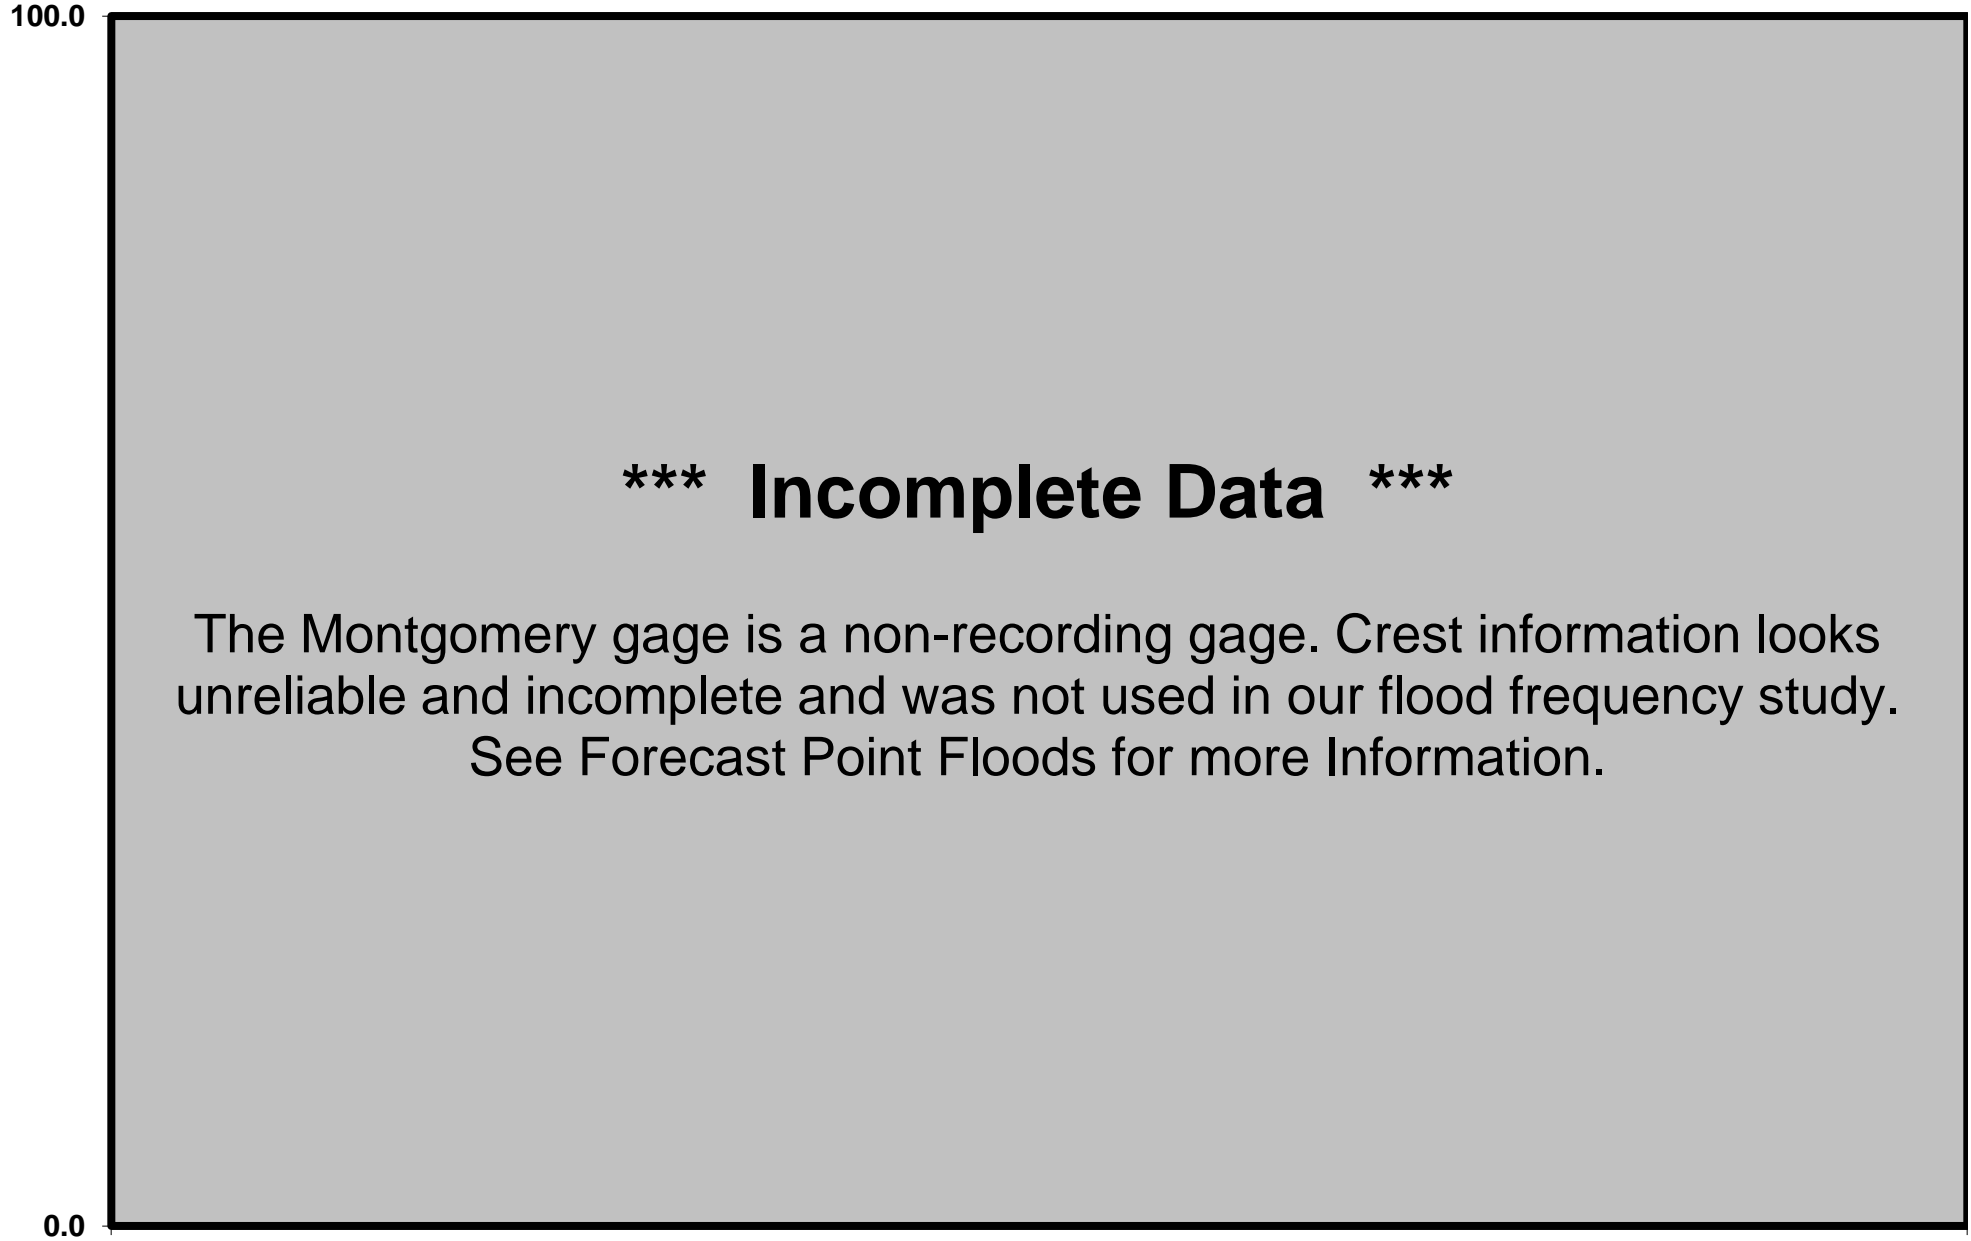 100.0
*** Incomplete Data ***
The Montgomery gage is a non-recording gage. Crest information looks
unreliable and incomplete and was not used in our flood frequency study.
See Forecast Point Floods for more Information.
0.0